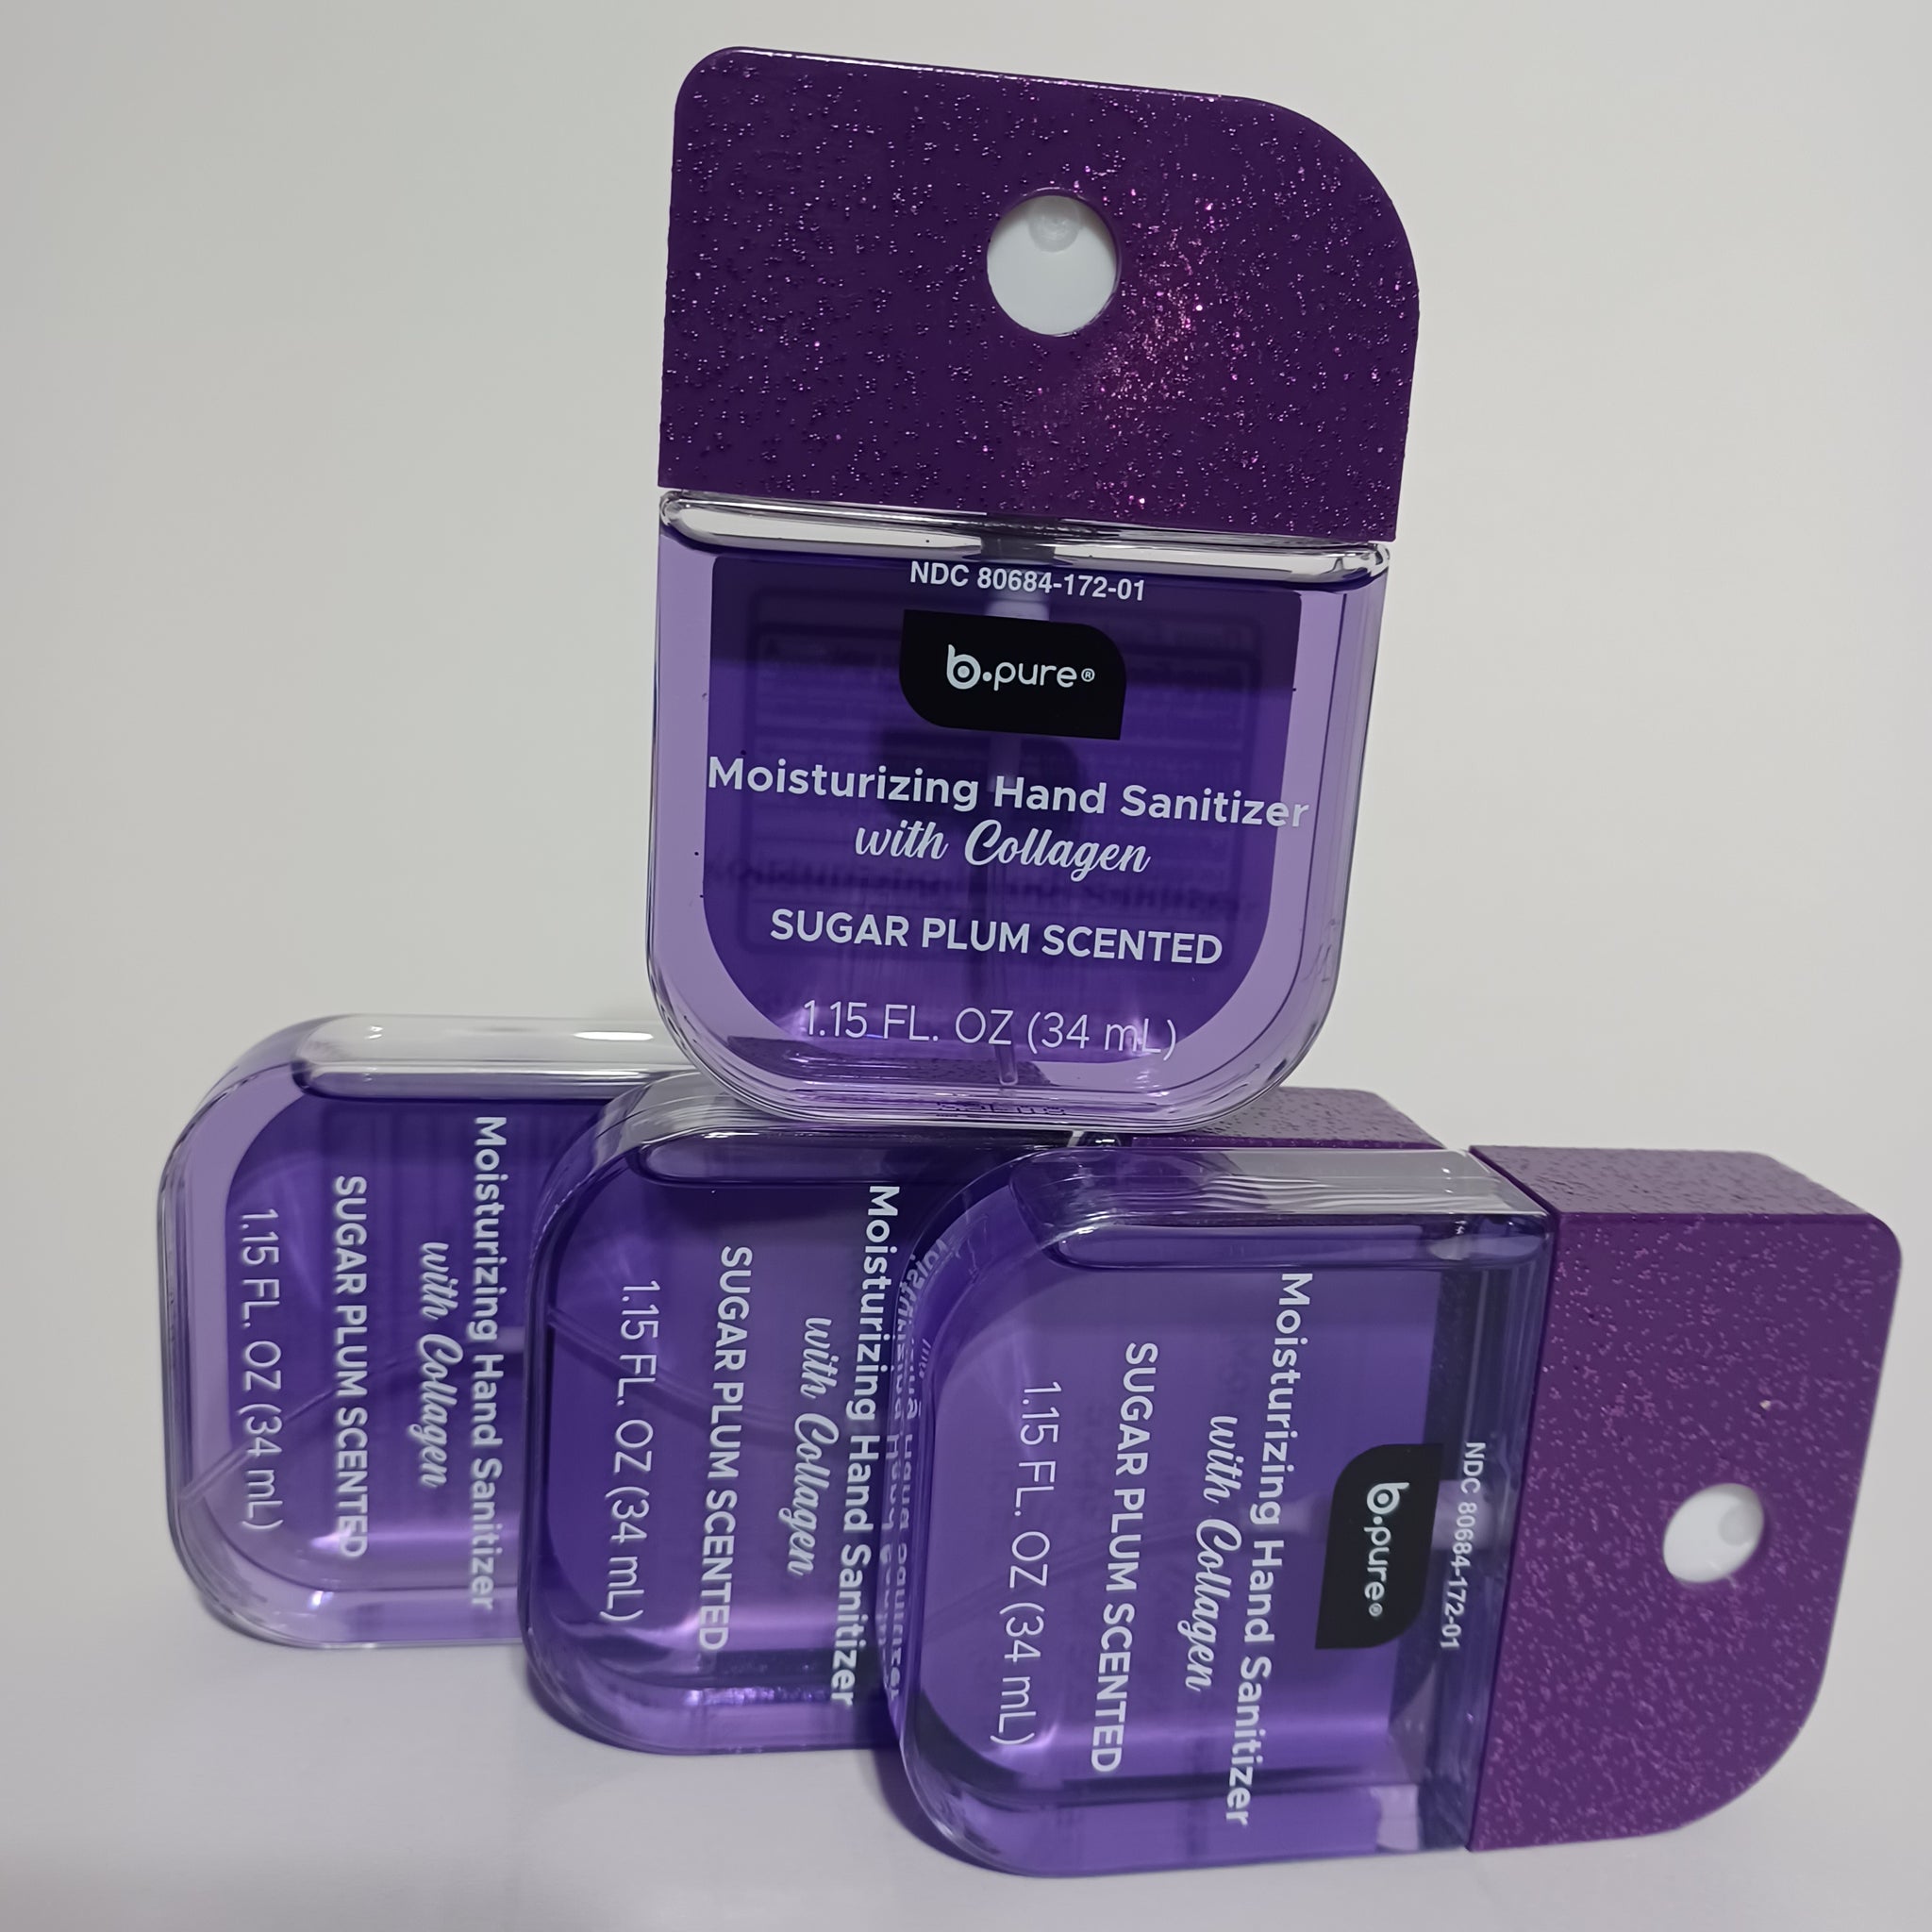 NDC 80684-172-01
b.pure®
Moisturizing Hand Sanitizer
with Collagen
SUGAR PLUM SCENTED
1.15 FL. OZ (34 mL)
Moisturizing Hand Sanitizer
with Collagen
SUGAR PLUM SCENTED
1.15 FL. OZ (34 mL)
Moisturizing Hand Sanitizer
with Collagen
SUGAR PLUM SCENTED
1.15 FL. OZ (34 mL)
NDC 80684-172-01
b.pure®
Moisturizing Hand Sanitizer
with Collagen
SUGAR PLUM SCENTED
1.15 FL. OZ (34 mL)